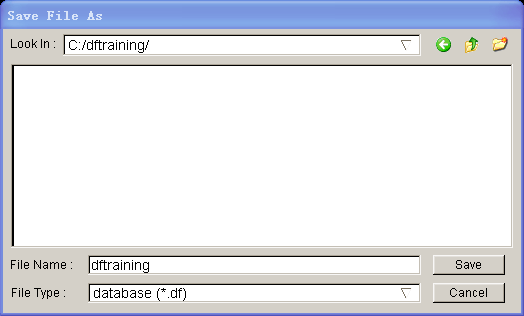 Save File As
Look In : C:/dftraining/
File Name : dftraining Save
File Type : database (*.df) Cancel